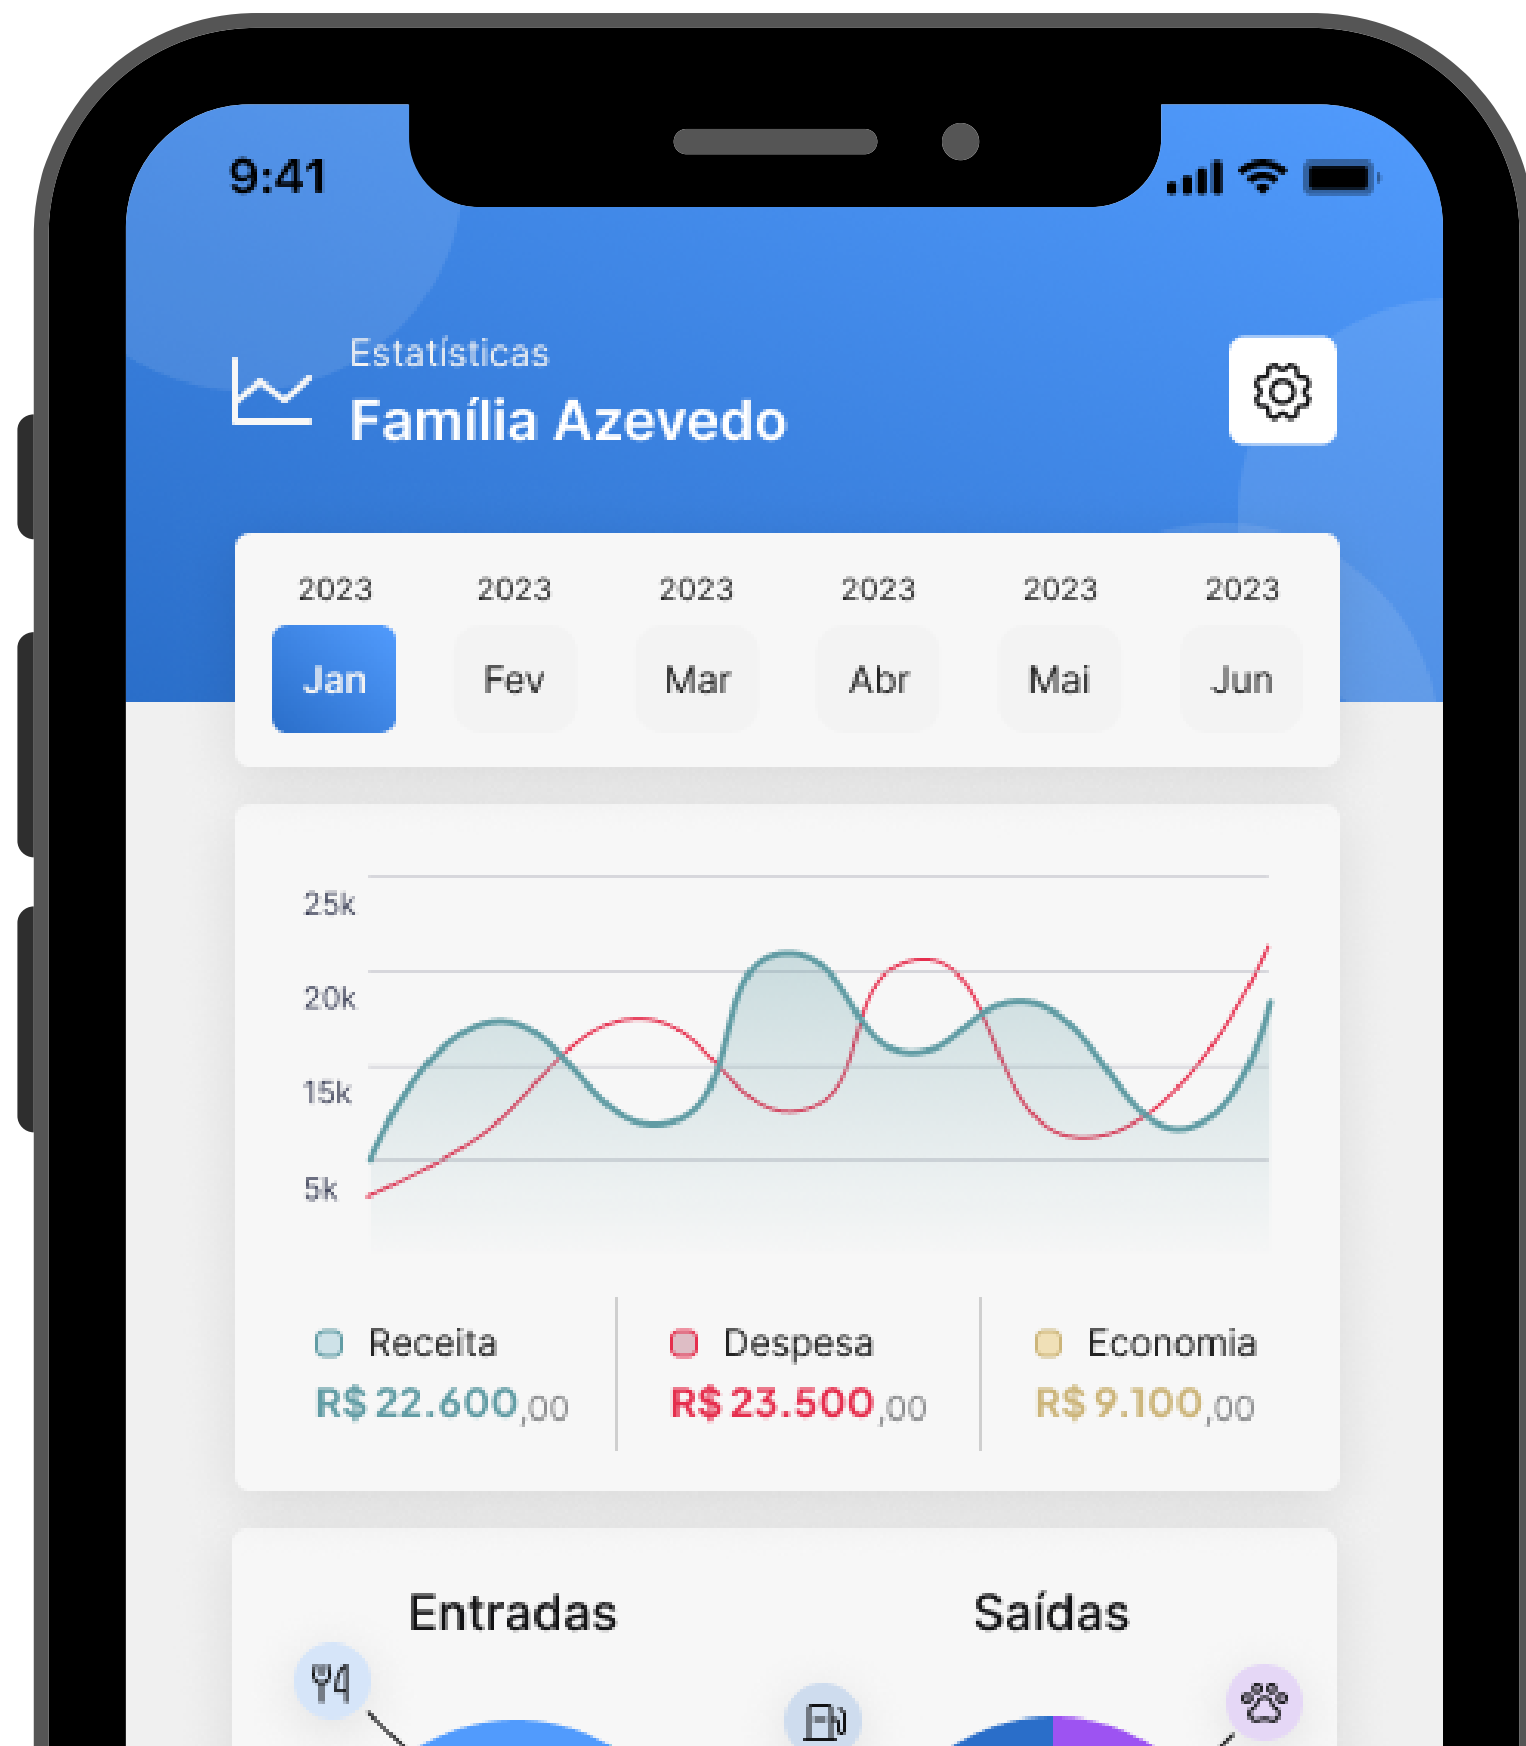 9:41
Estatísticas
Família Azevedo
2023 2023 2023 2023 2023 2023
Jan Fev Mar Abr Mai Jun
25k
20k
15k
5k
Receita Despesa Economia
R$ 22.600,00 R$ 23.500,00 R$ 9.100,00
Entradas Saídas